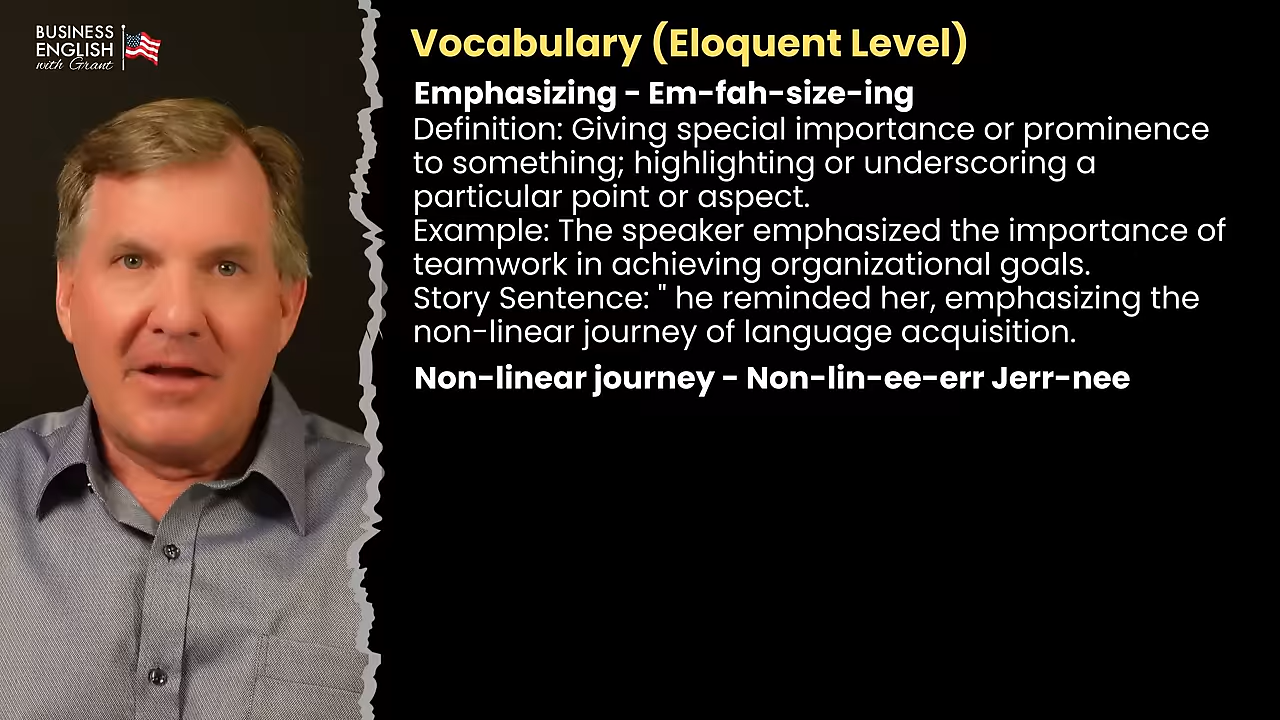 BUSINESS
ENGLISH
with Grant
Vocabulary (Eloquent Level)
Emphasizing - Em-fah-size-ing
Definition: Giving special importance or prominence
to something; highlighting or underscoring a
particular point or aspect.
Example: The speaker emphasized the importance of
teamwork in achieving organizational goals.
Story Sentence: " he reminded her, emphasizing the
non-linear journey of language acquisition.
Non-linear journey - Non-lin-ee-err Jerr-nee